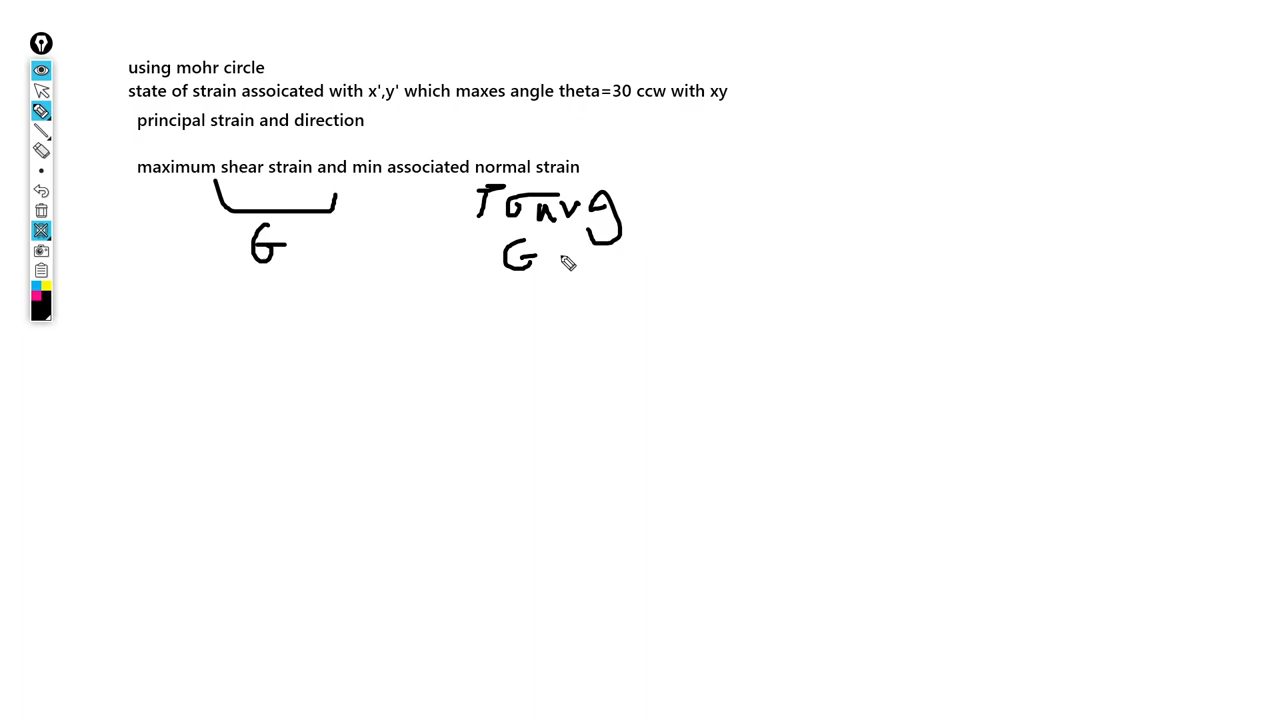 using mohr circle
state of strain assoicated with x',y' which maxes angle theta=30 ccw with xy
principal strain and direction
maximum shear strain and min associated normal strain
G
G